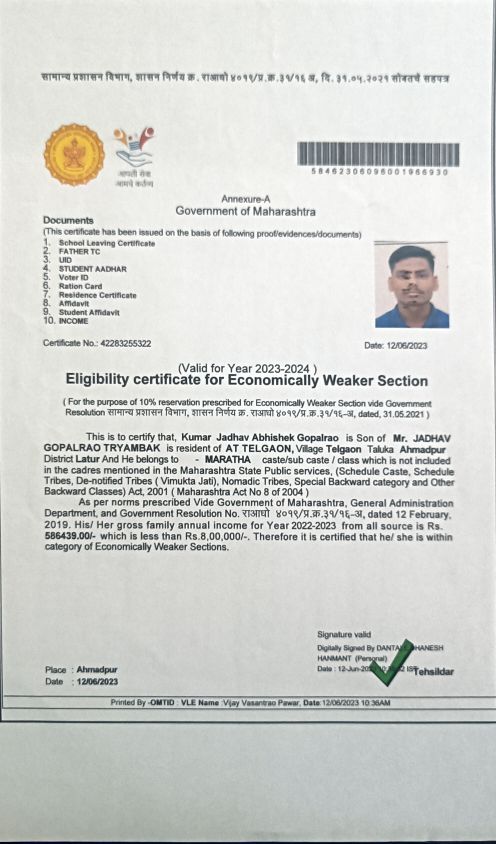 सामान्य प्रशासन विभाग, शासन निर्णय क्र. राआधो ४०१९/प्र.क्र.३१/१६ अ, दि. ३१.०५.२०२१ सोबतचे सहपत्र
आपली सेवा
आमचे कर्तव्य
58462306096001966930
Annexure-A
Government of Maharashtra
Documents
(This certificate has been issued on the basis of following proof/evidences/documents)
1. School Leaving Certificate
2. FATHER TC
3. UID
4. STUDENT AADHAR
5. Voter ID
6. Ration Card
7. Residence Certificate
8. Affidavit
9. Student Affidavit
10. INCOME
Certificate No.: 42283255322
Date: 12/06/2023
(Valid for Year 2023-2024 )
Eligibility certificate for Economically Weaker Section
( For the purpose of 10% reservation prescribed for Economically Weaker Section vide Government
Resolution सामान्य प्रशासन विभाग, शासन निर्णय क्र. राआधो ४०१९/प्र.क्र.३१/१६-अ, dated, 31.05.2021 )
This is to certify that, Kumar Jadhav Abhishek Gopalrao is Son of Mr. JADHAV
GOPALRAO TRYAMBAK is resident of AT TELGAON, Village Telgaon Taluka Ahmadpur
District Latur And He belongs to - MARATHA caste/sub caste / class which is not included
in the cadres mentioned in the Maharashtra State Public services, (Schedule Caste, Schedule
Tribes, De-notified Tribes ( Vimukta Jati), Nomadic Tribes, Special Backward category and Other
Backward Classes) Act, 2001 ( Maharashtra Act No 8 of 2004 )
As per norms prescribed Vide Government of Maharashtra, General Administration
Department, and Government Resolution No. राआधो ४०१९/प्र.क्र.३१/१६-अ, dated 12 February,
2019. His/ Her gross family annual income for Year 2022-2023 from all source is Rs.
586439.00/- which is less than Rs.8,00,000/-. Therefore it is certified that he/ she is within
category of Economically Weaker Sections.
Signature valid
Digitally Signed By DANTA HANESH
HANMANT (Personal)
Date : 12-Jun-20 IST
Tehsildar
Place : Ahmadpur
Date : 12/06/2023
Printed By -OMTID : VLE Name :Vijay Vasantrao Pawar, Date:12/06/2023 10:36AM